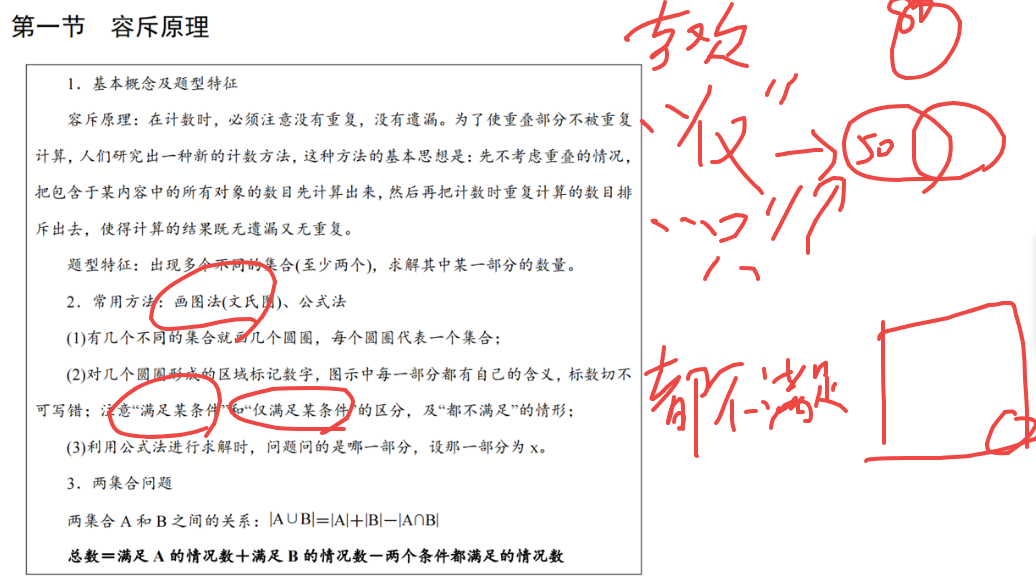 第一节 容斥原理
1. 基本概念及题型特征
容斥原理：在计数时，必须注意没有重复，没有遗漏。为了使重叠部分不被重复
计算，人们研究出一种新的计数方法，这种方法的基本思想是：先不考虑重叠的情况，
把包含于某内容中的所有对象的数目先计算出来，然后再把计数时重复计算的数目排
斥出去，使得计算的结果既无遗漏又无重复。
题型特征：出现多个不同的集合(至少两个)，求解其中某一部分的数量。
2. 常用方法：画图法(文氏图)、公式法
(1)有几个不同的集合就画几个圆圈，每个圆圈代表一个集合；
(2)对几个圆圈形成的区域标记数字，图示中每一部分都有自己的含义，标数切不
可写错；注意“满足某条件”和“仅满足某条件”的区分，及“都不满足”的情形；
(3)利用公式法进行求解时，问题问的是哪一部分，设那一部分为 x。
3. 两集合问题
两集合 A 和 B 之间的关系：|A∪B|=|A|+|B|−|A∩B|
总数＝满足 A 的情况数＋满足 B 的情况数－两个条件都满足的情况数
“仅”
50
“只”
都不满足